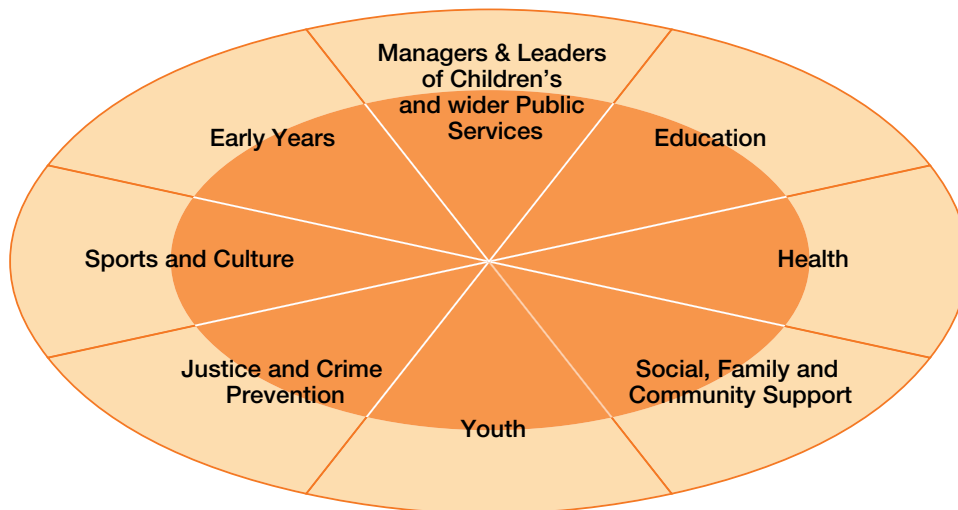 Managers & Leaders
of Children's
and wider Public
Services
Early Years
Education
Sports and Culture
Health
Justice and Crime
Prevention
Social, Family and
Community Support
Youth